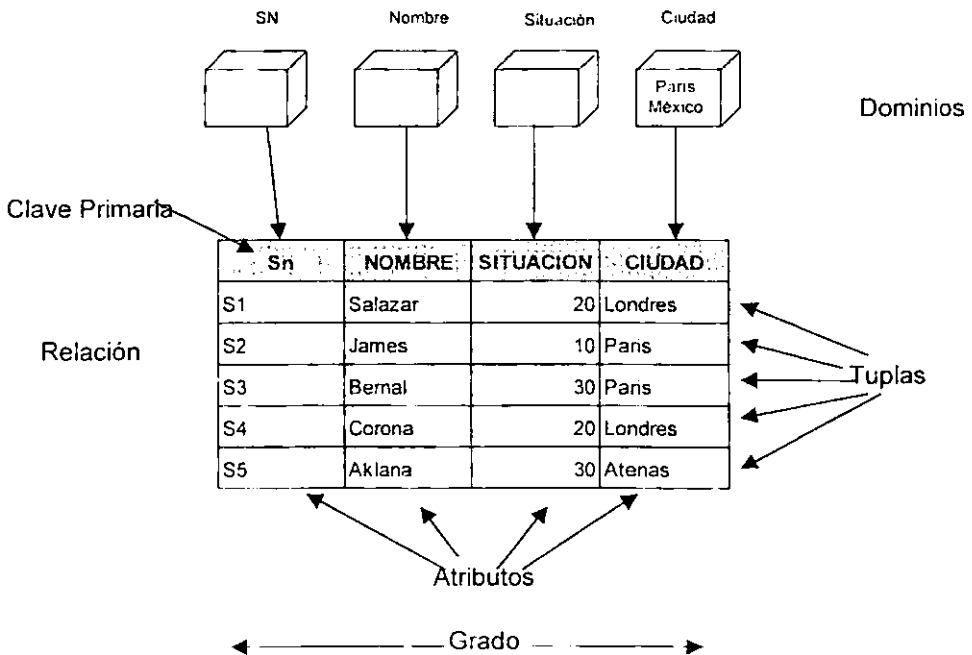 SN Nombre Situación Ciudad
Paris
México
Dominios
Clave Primaria
Sn NOMBRE SITUACION CIUDAD
S1 Salazar 20 Londres
S2 James 10 Paris
S3 Bernal 30 Paris
S4 Corona 20 Londres
S5 Aklana 30 Atenas
Relación
Tuplas
Atributos
Grado